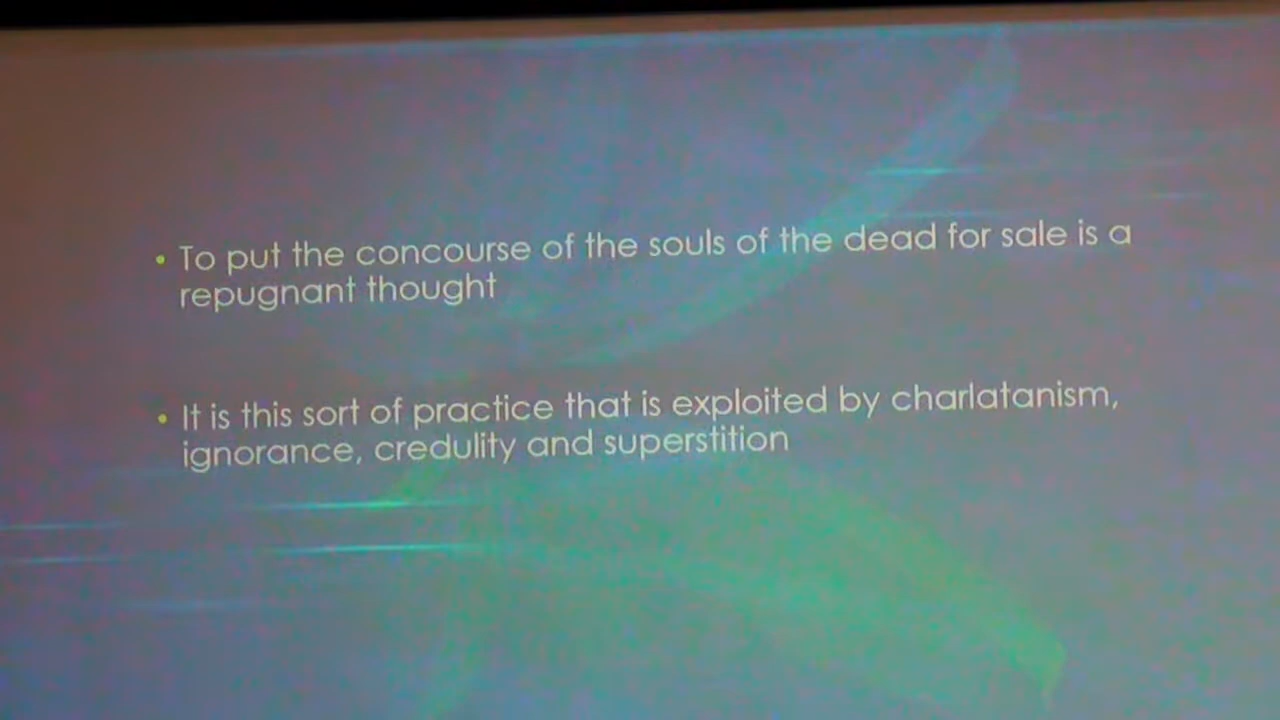 • To put the concourse of the souls of the dead for sale is a
repugnant thought
• It is this sort of practice that is exploited by charlatanism,
ignorance, credulity and superstition